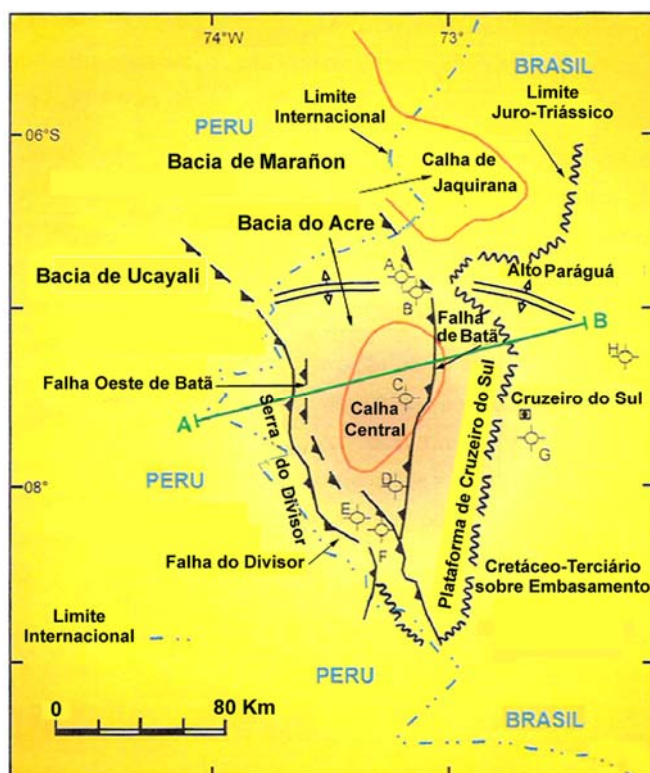 74°W
73°
BRASIL
Limite
Juro-Triássico
Limite
Internacional
PERU
06°S
Bacia de Marañon
Calha de
Jaquirana
Bacia do Acre
Bacia de Ucayali
Alto Paráguá
A
B
Falha
de Batã
B
H
Falha Oeste de Batã
C
Cruzeiro do Sul
Calha
Central
A
G
Serra do Divisor
Plataforma de Cruzeiro do Sul
PERU
08°
D
E
F
Falha do Divisor
Cretáceo-Terciário
sobre Embasamento
Limite
Internacional
PERU
0
80 Km
BRASIL